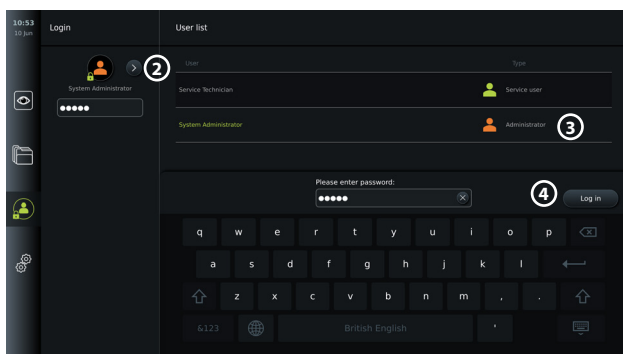 10:53
10 Jun
Login
User list
2
User Type
System Administrator
Service Technician Service user
System Administrator Administrator
3
Please enter password:
4
Log in
q w e r t y u i o p
a s d f g h j k l
z x c v b n m , .
&123 British English '